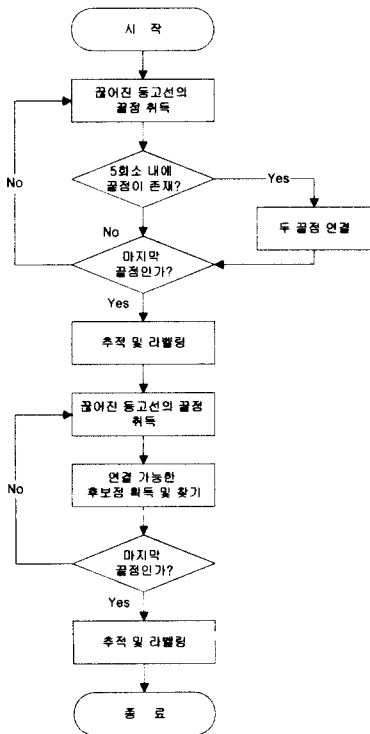 시 작
끊어진 등고선의
끝점 취득
5화소 내에
끝점이 존재?
No
Yes
두 끝점 연결
No
마지막
끝점인가?
Yes
추적 및 라벨링
끊어진 등고선의 끝점
취득
연결 가능한
후보점 획득 및 찾기
No
마지막
끝점인가?
Yes
추적 및 라벨링
종 료